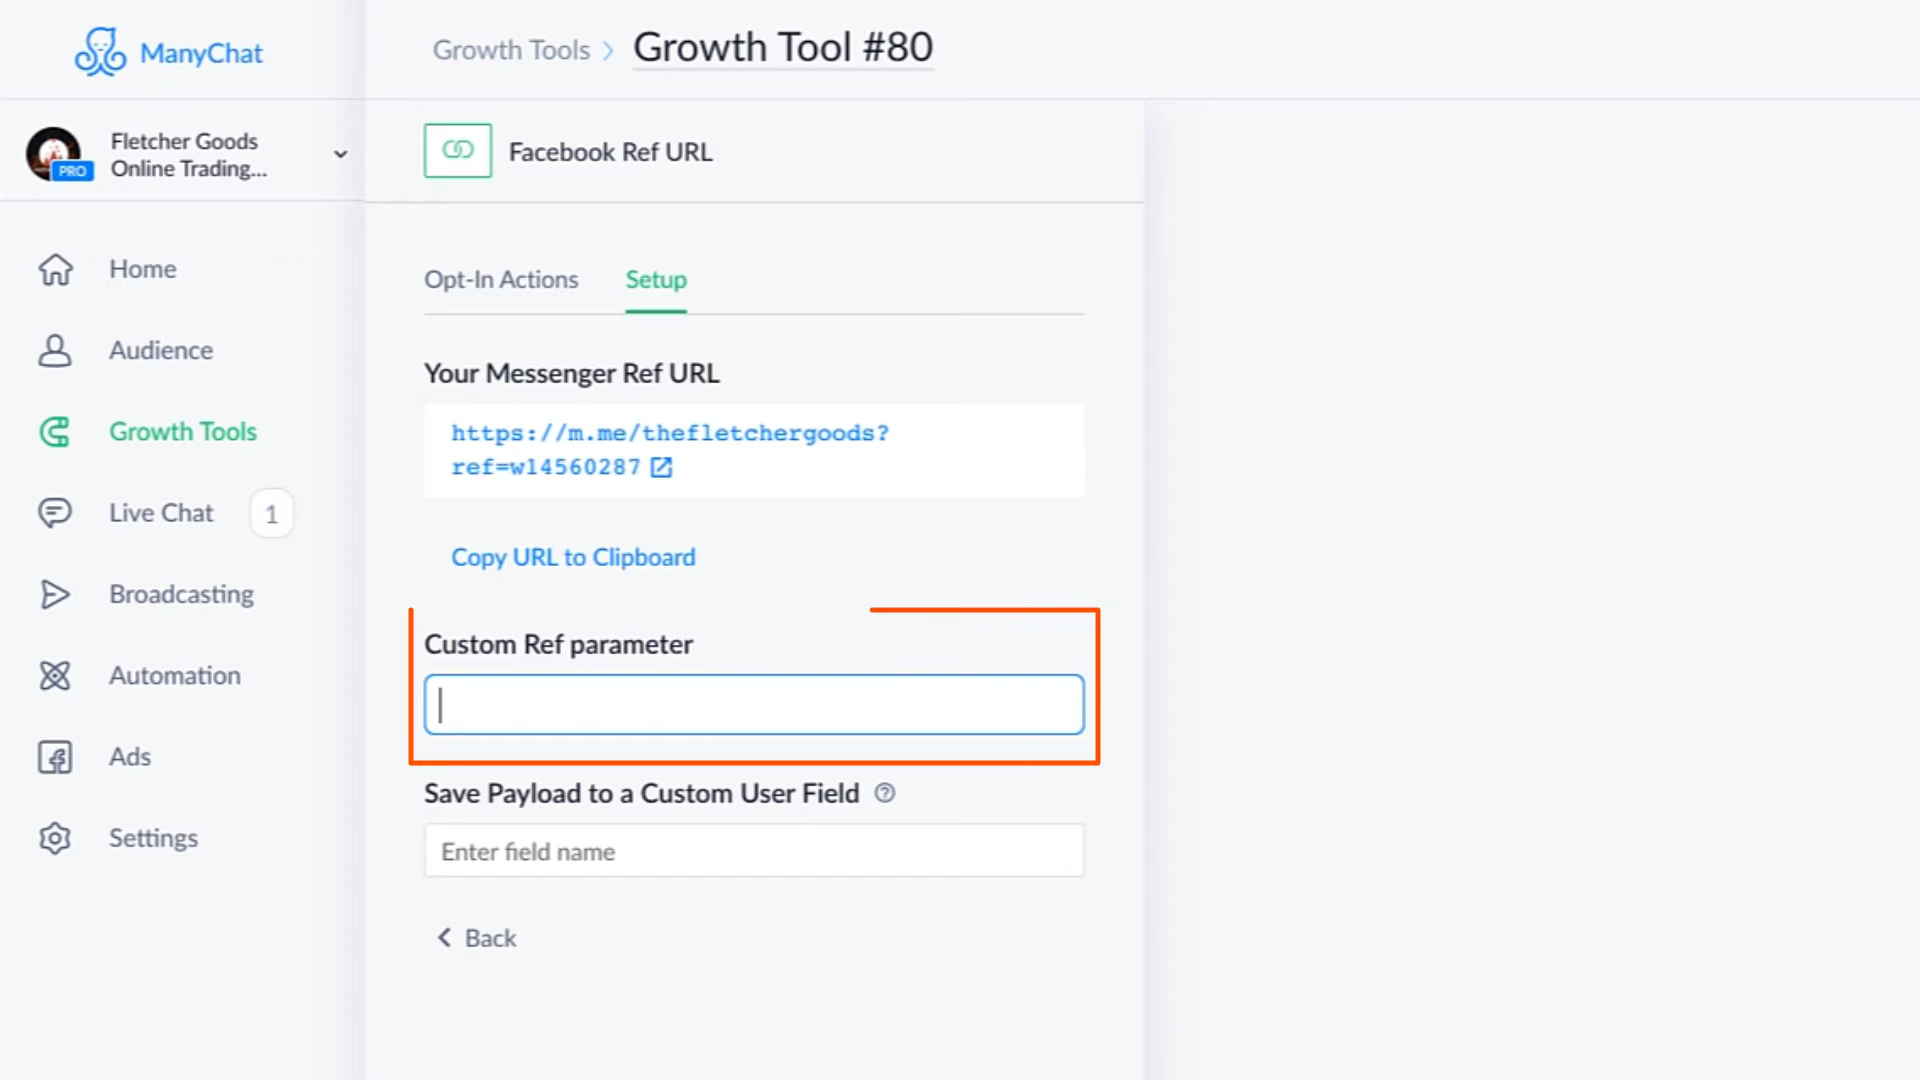 ManyChat
Growth Tools
Growth Tool #80
Fletcher Goods
Online Trading...
PRO
Facebook Ref URL
Home
Audience
Growth Tools
Live Chat
1
Broadcasting
Automation
Ads
Settings
Opt-In Actions
Setup
Your Messenger Ref URL
https://m.me/thefletchergoods?
ref=w14560287
Copy URL to Clipboard
Custom Ref parameter
Save Payload to a Custom User Field
Enter field name
Back